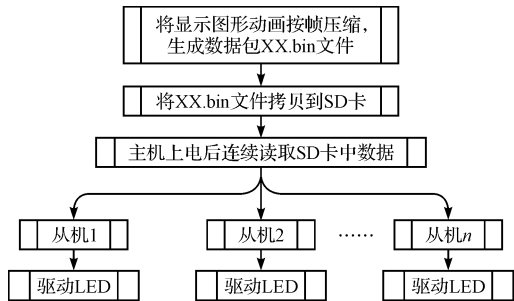 将显示图形动画按帧压缩，
生成数据包XX.bin文件
将XX.bin文件拷贝到SD卡
主机上电后连续读取SD卡中数据
从机1
从机2
……
从机n
驱动LED
驱动LED
驱动LED